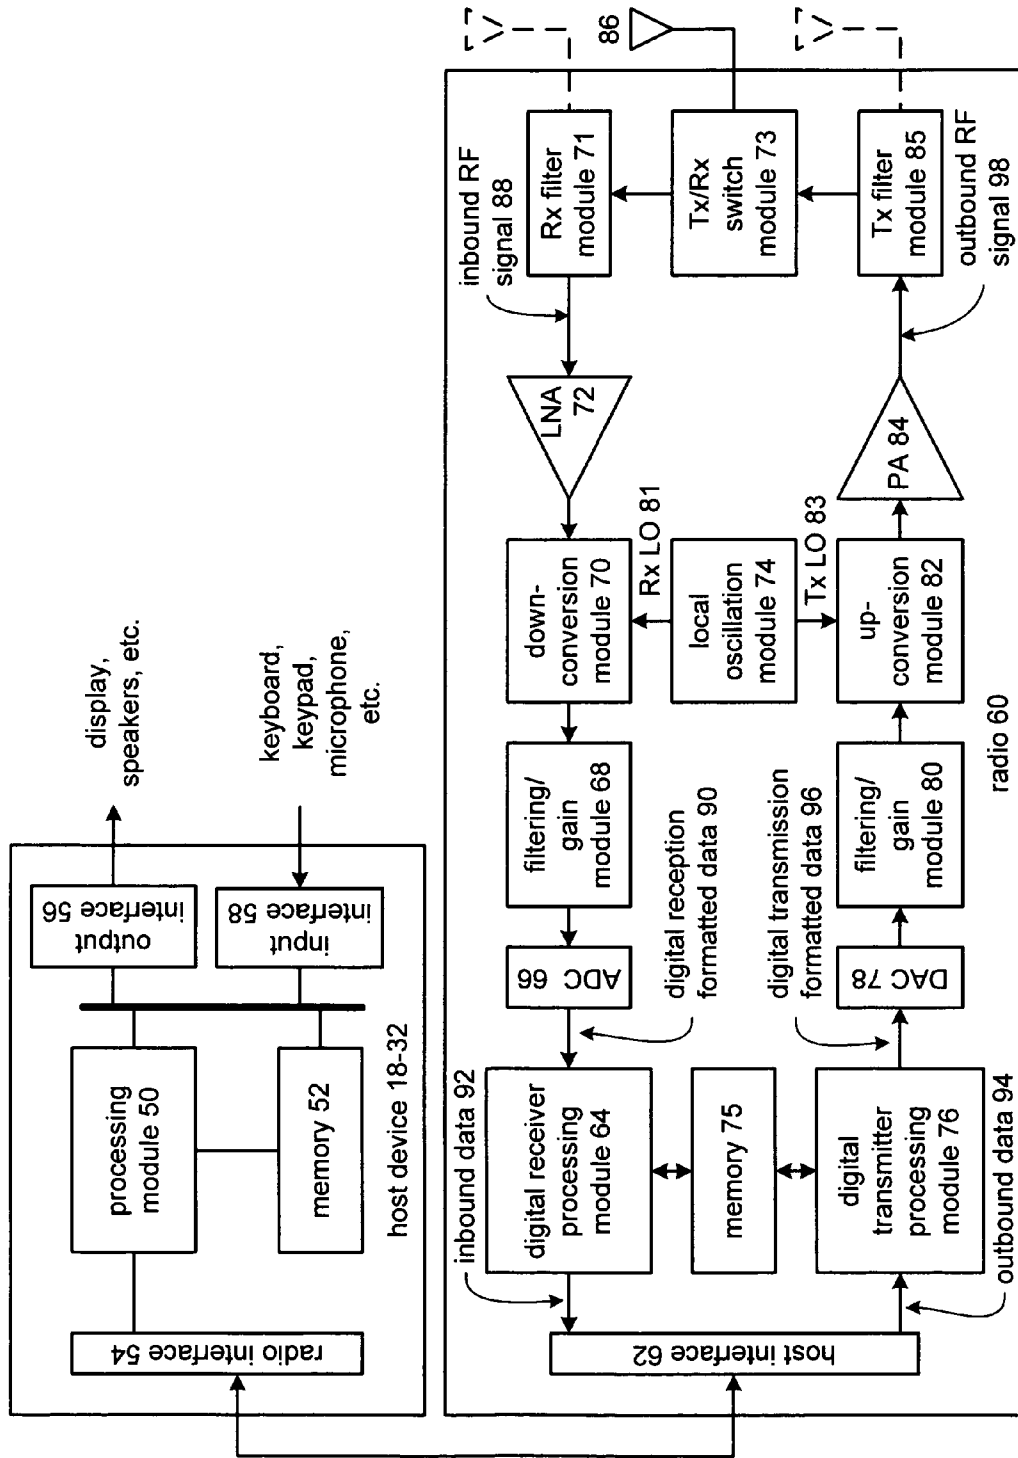 display,
speakers, etc.
keyboard,
keypad,
microphone,
etc.
output
interface 56
input
interface 58
processing
module 50
memory 52
radio interface 54
host device 18-32
86
inbound RF
signal 88
Rx filter
module 71
Tx/Rx
switch
module 73
Tx filter
module 85
outbound RF
signal 98
LNA
72
PA 84
down-
conversion
module 70
Rx LO 81
local
oscillation
module 74
Tx LO 83
up-
conversion
module 82
filtering/
gain
module 68
filtering/
gain
module 80
radio 60
ADC 66
digital reception
formatted data 90
digital transmission
formatted data 96
DAC 78
inbound data 92
digital receiver
processing
module 64
memory 75
digital
transmitter
processing
module 76
outbound data 94
host interface 62